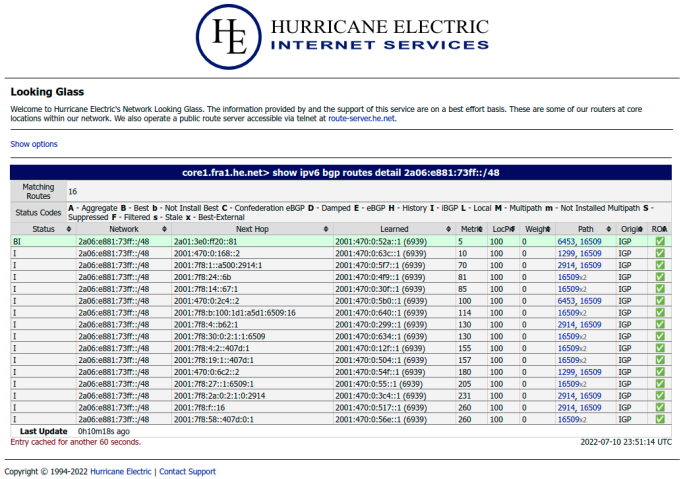 HE
HURRICANE ELECTRIC
INTERNET SERVICES
Looking Glass
Welcome to Hurricane Electric's Network Looking Glass. The information provided by and the support of this service are on a best effort basis. These are some of our routers at core
locations within our network. We also operate a public route server accessible via telnet at route-server.he.net.
Show options
core1.fra1.he.net> show ipv6 bgp routes detail 2a06:e881:73ff::/48
Matching Routes 16
Status Codes A - Aggregate B - Best b - Not Install Best C - Confederation eBGP D - Damped E - eBGP H - History I - iBGP L - Local M - Multipath m - Not Installed Multipath S -
Suppressed F - Filtered s - Stale x - Best-External
Status Network Next Hop Learned Metric LocPrf Weight Path Origin ROA
BI 2a06:e881:73ff::/48 2a01:3e0:ff20::81 2001:470:0:52a::1 (6939) 5 100 0 6453, 16509 IGP ✅
I 2a06:e881:73ff::/48 2001:470:0:168::2 2001:470:0:63c::1 (6939) 10 100 0 1299, 16509 IGP ✅
I 2a06:e881:73ff::/48 2001:7f8:1::a500:2914:1 2001:470:0:5f7::1 (6939) 70 100 0 2914, 16509 IGP ✅
I 2a06:e881:73ff::/48 2001:7f8:24::6b 2001:470:0:4f9::1 (6939) 81 100 0 16509x2 IGP ✅
I 2a06:e881:73ff::/48 2001:7f8:14::67:1 2001:470:0:30f::1 (6939) 85 100 0 16509x2 IGP ✅
I 2a06:e881:73ff::/48 2001:470:0:2c4::2 2001:470:0:5b0::1 (6939) 100 100 0 6453, 16509 IGP ✅
I 2a06:e881:73ff::/48 2001:7f8:b:100:1d1:a5d1:6509:16 2001:470:0:640::1 (6939) 114 100 0 16509x2 IGP ✅
I 2a06:e881:73ff::/48 2001:7f8:4::b62:1 2001:470:0:299::1 (6939) 130 100 0 2914, 16509 IGP ✅
I 2a06:e881:73ff::/48 2001:7f8:30:0:2:1:1:6509 2001:470:0:634::1 (6939) 130 100 0 16509x2 IGP ✅
I 2a06:e881:73ff::/48 2001:7f8:4:2::407d:1 2001:470:0:12f::1 (6939) 155 100 0 16509x2 IGP ✅
I 2a06:e881:73ff::/48 2001:7f8:19:1::407d:1 2001:470:0:504::1 (6939) 157 100 0 16509x2 IGP ✅
I 2a06:e881:73ff::/48 2001:470:0:6c2::2 2001:470:0:54f::1 (6939) 180 100 0 1299, 16509 IGP ✅
I 2a06:e881:73ff::/48 2001:7f8:27::1:6509:1 2001:470:0:55::1 (6939) 205 100 0 16509x2 IGP ✅
I 2a06:e881:73ff::/48 2001:7f8:2a:0:2:1:0:2914 2001:470:0:3c4::1 (6939) 231 100 0 2914, 16509 IGP ✅
I 2a06:e881:73ff::/48 2001:7f8:f::16 2001:470:0:517::1 (6939) 260 100 0 2914, 16509 IGP ✅
I 2a06:e881:73ff::/48 2001:7f8:58::407d:0:1 2001:470:0:56e::1 (6939) 260 100 0 16509x2 IGP ✅
Last Update 0h10m18s ago
Entry cached for another 60 seconds. 2022-07-10 23:51:14 UTC
Copyright © 1994-2022 Hurricane Electric | Contact Support